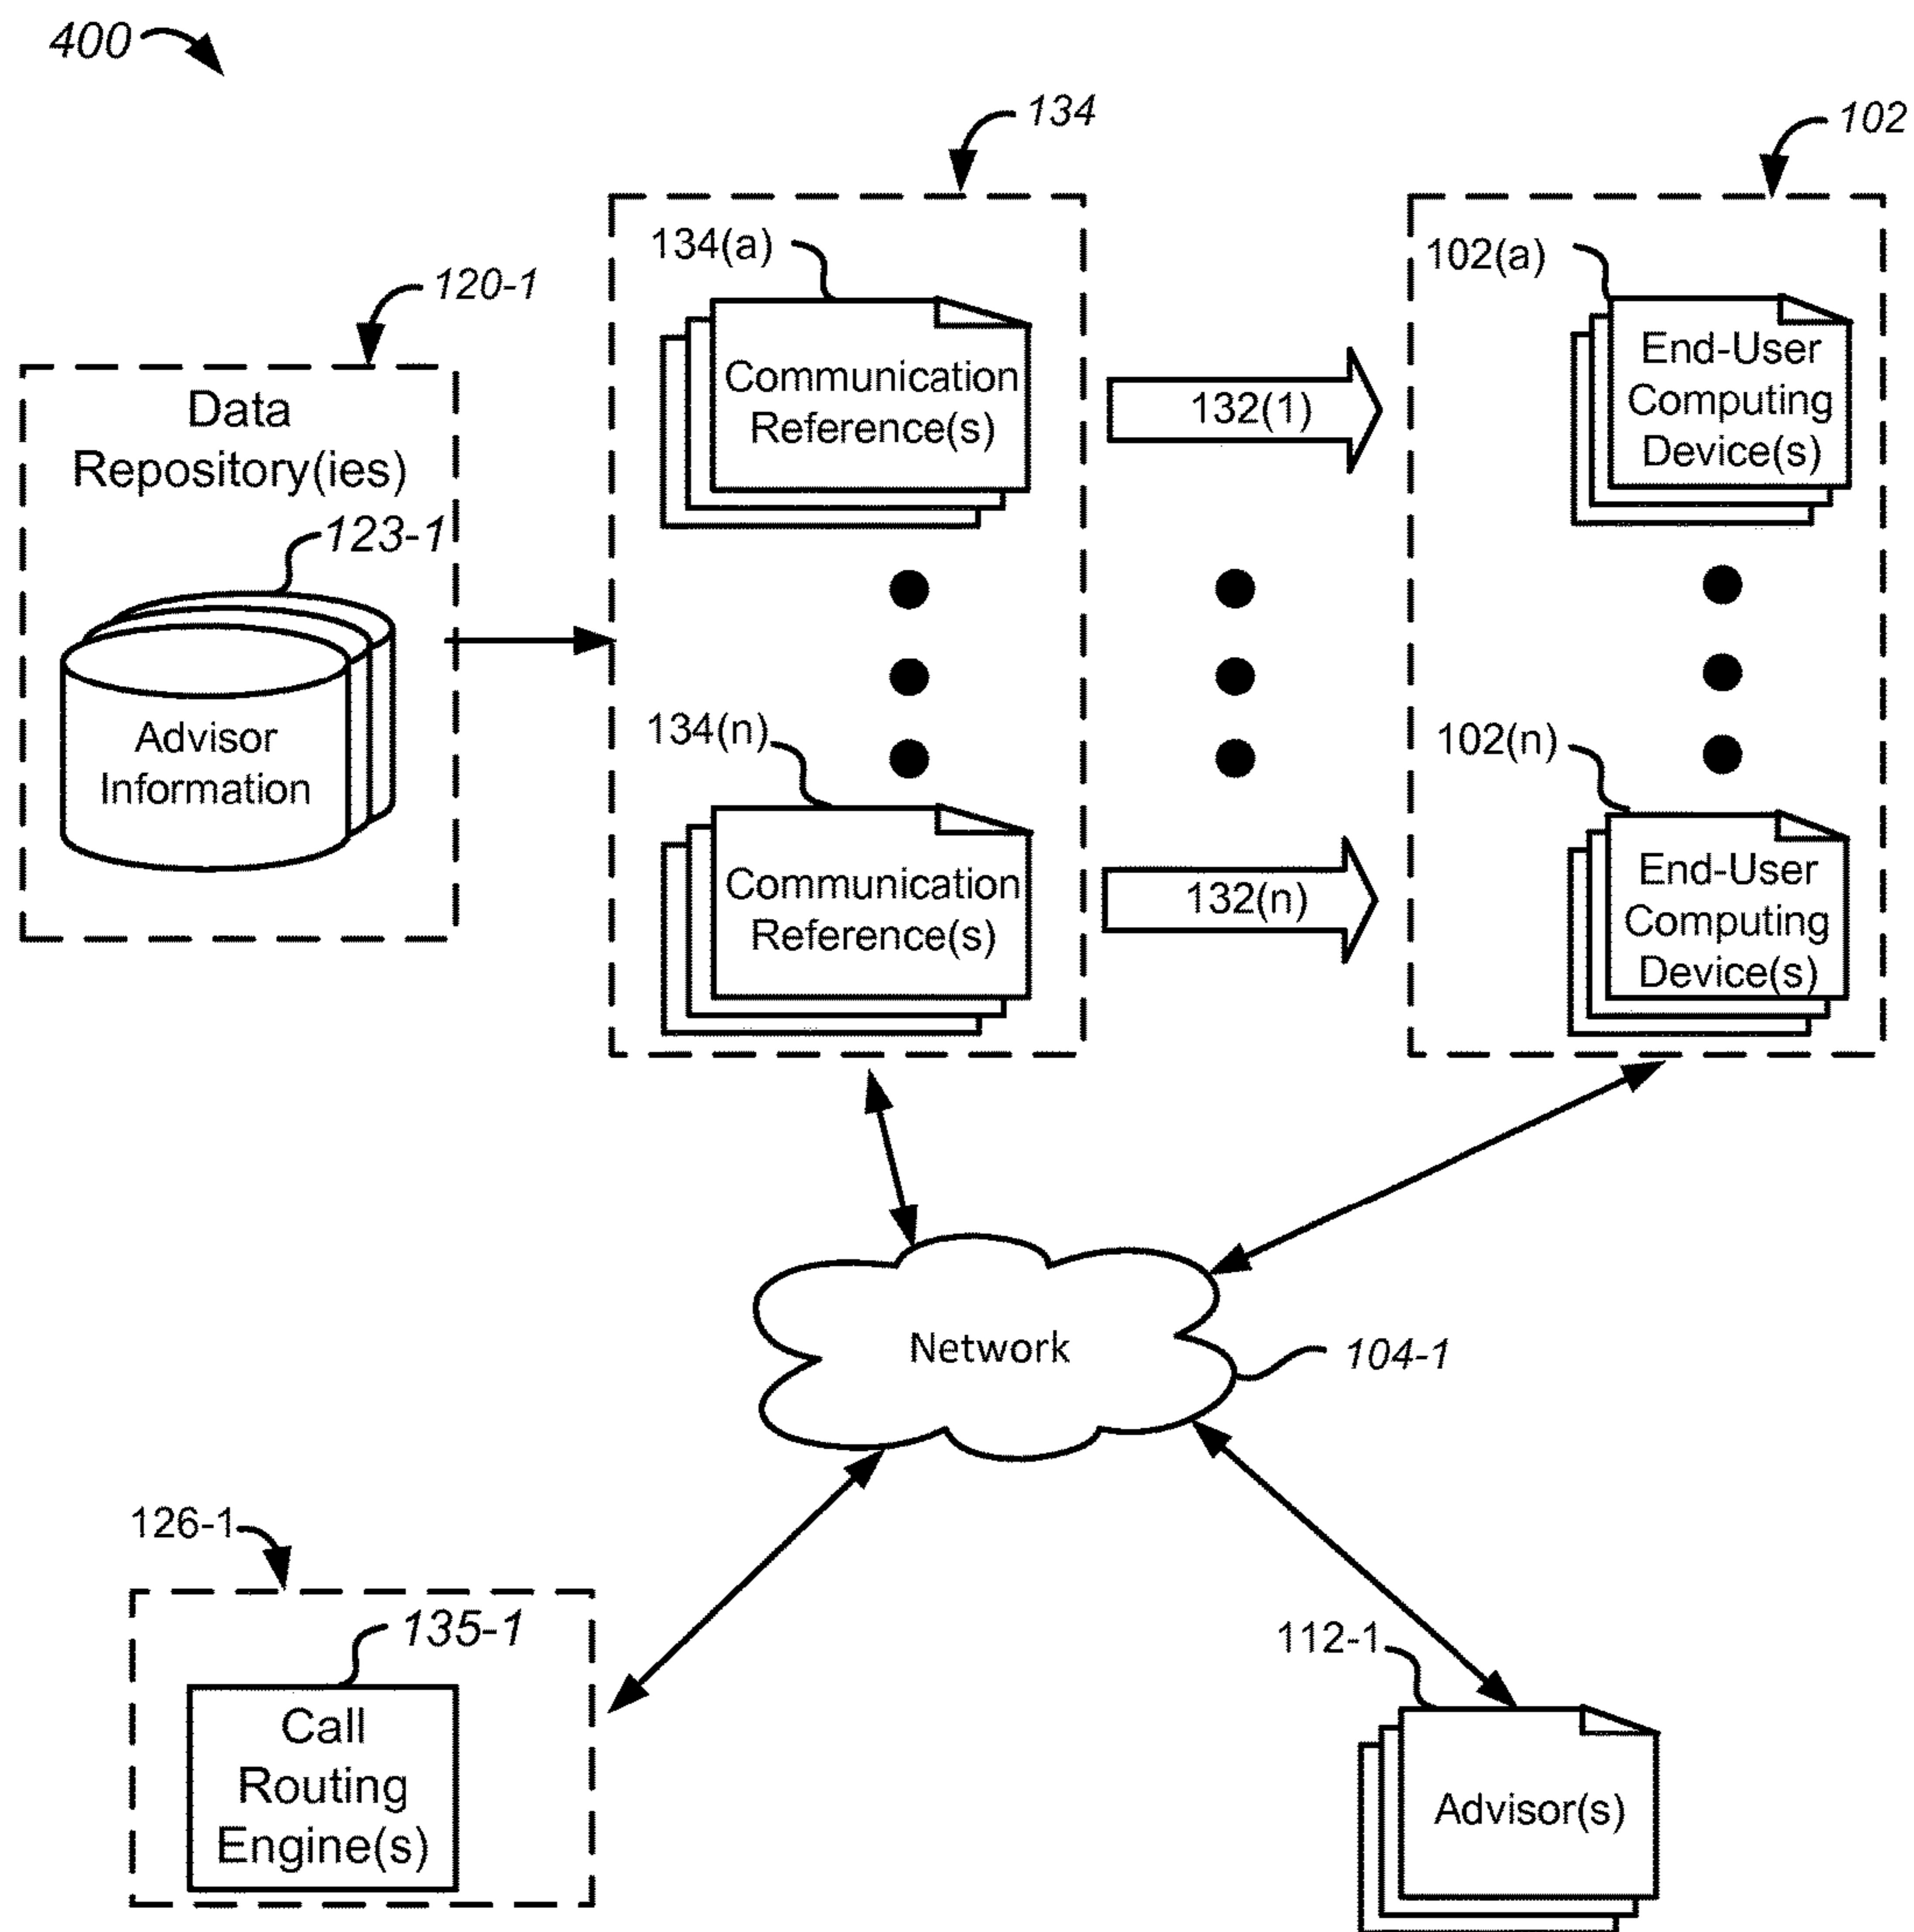 400
134
102
134(a)
102(a)
120-1
Communication
Reference(s)
132(1)
End-User
Computing
Device(s)
Data
Repository(ies)
123-1
Advisor
Information
134(n)
102(n)
Communication
Reference(s)
132(n)
End-User
Computing
Device(s)
Network
104-1
126-1
135-1
Call
Routing
Engine(s)
112-1
Advisor(s)